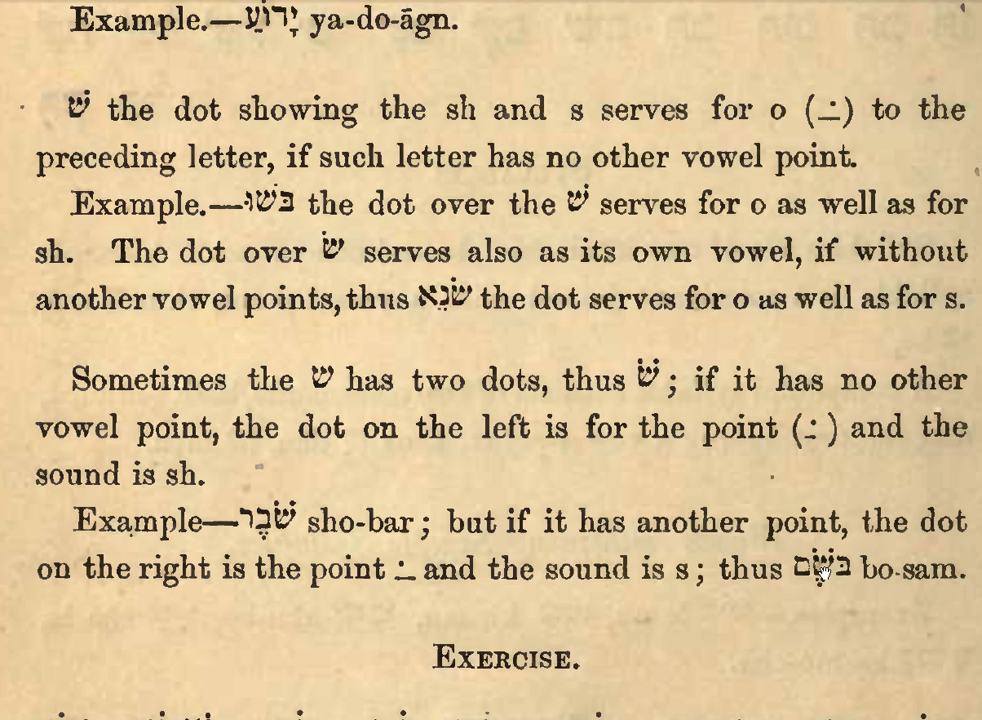 Example.—יָדוֹעַ ya-do-āgn.
שׁ the dot showing the sh and s serves for o (—ֹ) to the
preceding letter, if such letter has no other vowel point.
Example.—בּשׁוּ the dot over the שׁ serves for o as well as for
sh. The dot over שׂ serves also as its own vowel, if without
another vowel points, thus שׂנֵא the dot serves for o as well as for s.
Sometimes the ש has two dots, thus שׁׂ; if it has no other
vowel point, the dot on the left is for the point (־ֹ) and the
sound is sh.
Example—שׁׂבָר sho-bar; but if it has another point, the dot
on the right is the point —ֹ and the sound is s; thus בּשָׁׂם bo-sam.
EXERCISE.